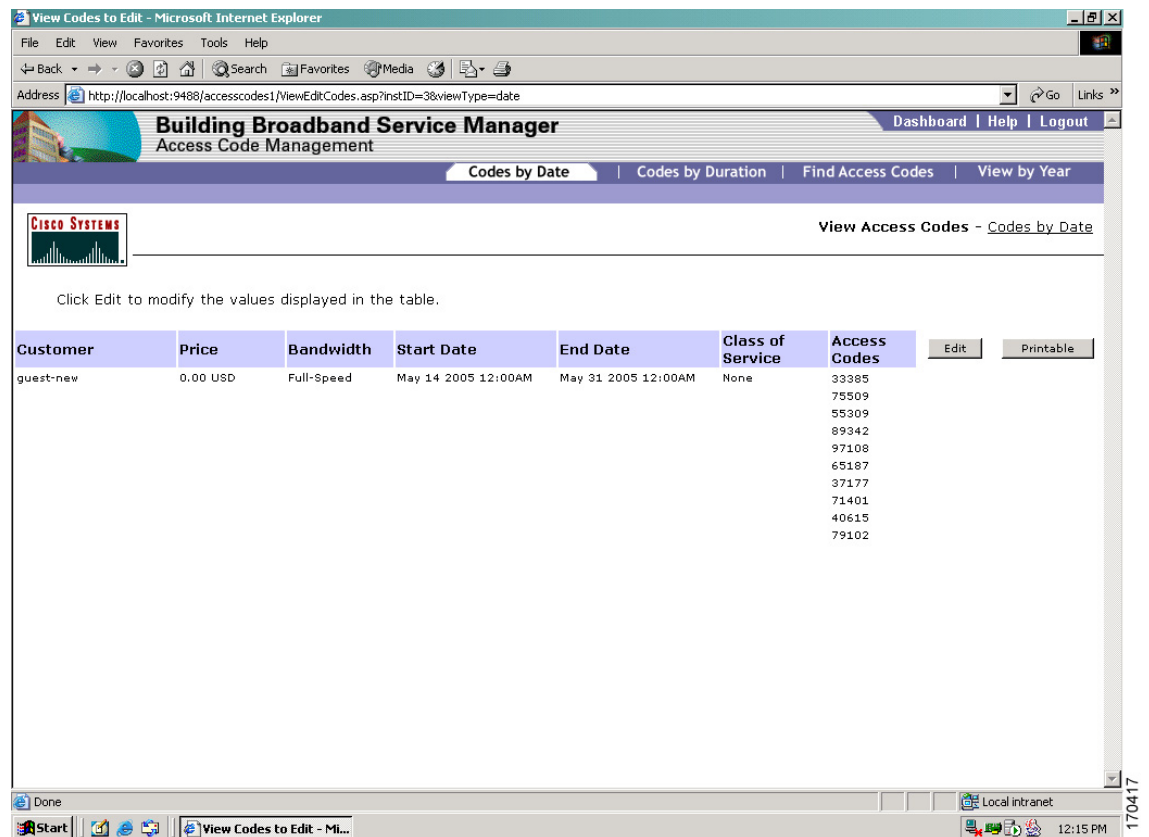 View Codes to Edit - Microsoft Internet Explorer
File Edit View Favorites Tools Help
Back Search Favorites Media
Address http://localhost:9488/accesscodes1/ViewEditCodes.asp?instID=3&viewType=date Go Links »
Building Broadband Service Manager
Dashboard | Help | Logout
Access Code Management
Codes by Date | Codes by Duration | Find Access Codes | View by Year
CISCO SYSTEMS
View Access Codes - Codes by Date
Click Edit to modify the values displayed in the table.
Customer Price Bandwidth Start Date End Date Class of Service Access Codes Edit Printable
guest-new 0.00 USD Full-Speed May 14 2005 12:00AM May 31 2005 12:00AM None 33385
75509
55309
89342
97108
65187
37177
71401
40615
79102
Done Local intranet
Start View Codes to Edit - Mi... 12:15 PM
170417